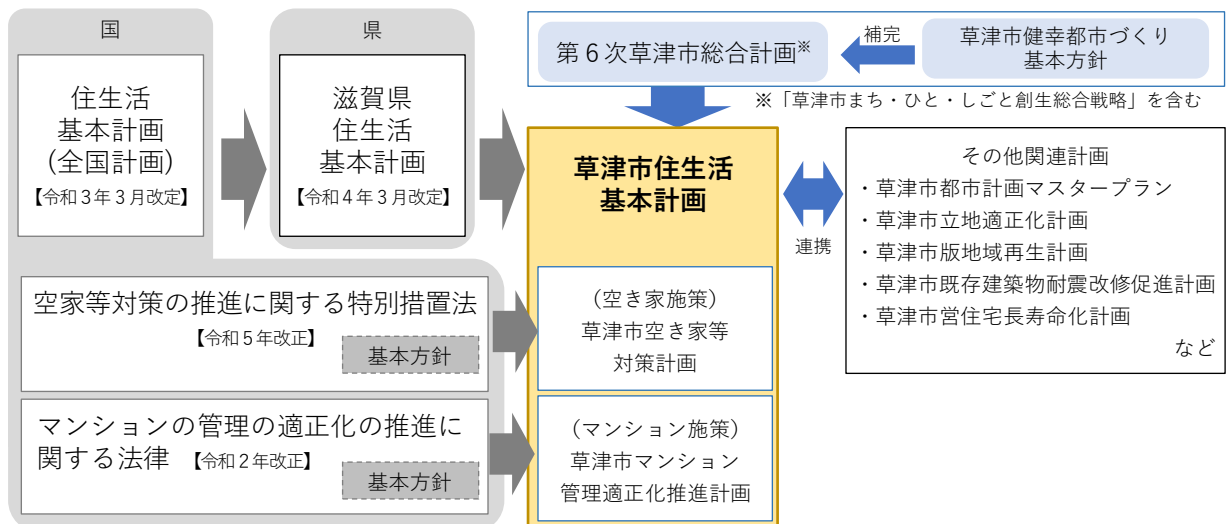 国
住生活
基本計画
(全国計画)
【令和3年3月改定】
県
滋賀県
住生活
基本計画
【令和4年3月改定】
第6次草津市総合計画※
補完
草津市健幸都市づくり
基本方針
※「草津市まち・ひと・しごと創生総合戦略」を含む
草津市住生活
基本計画
連携
その他関連計画
・草津市都市計画マスタープラン
・草津市立地適正化計画
・草津市版地域再生計画
・草津市既存建築物耐震改修促進計画
・草津市営住宅長寿命化計画
など
空家等対策の推進に関する特別措置法
【令和5年改正】
基本方針
(空き家施策)
草津市空き家等
対策計画
マンションの管理の適正化の推進に
関する法律 【令和2年改正】
基本方針
(マンション施策)
草津市マンション
管理適正化推進計画